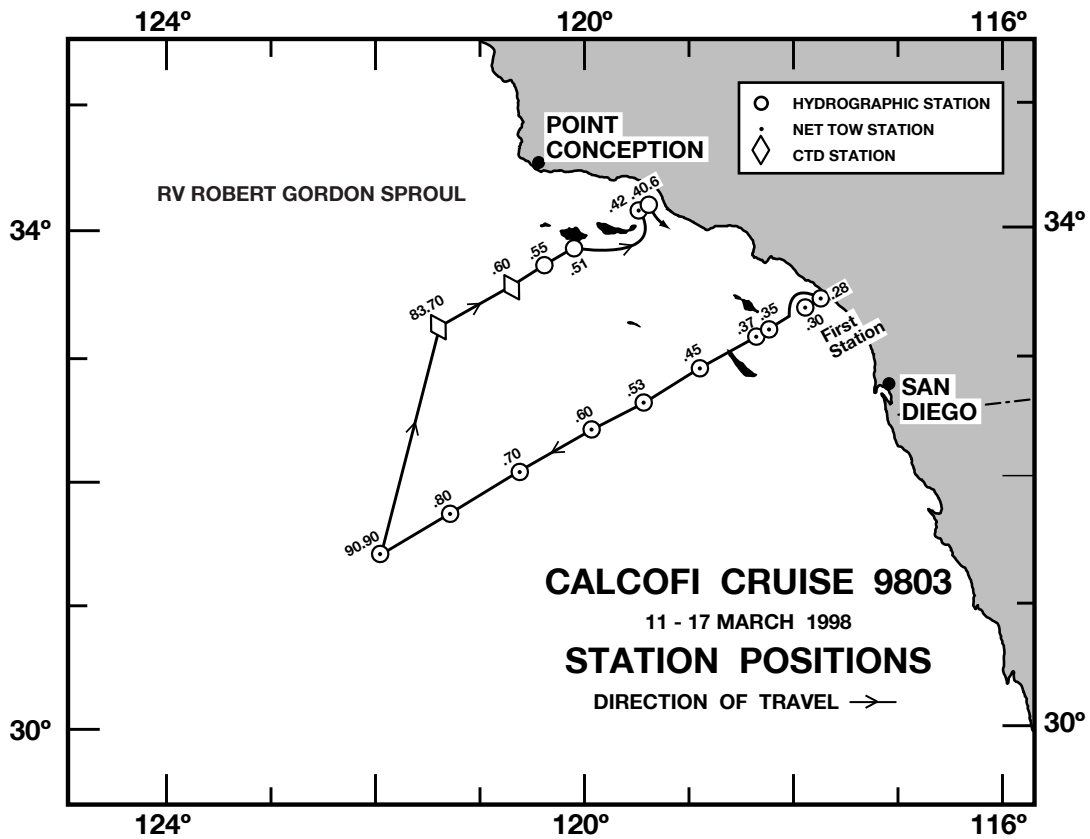 124º 120º 116º
HYDROGRAPHIC STATION
NET TOW STATION
CTD STATION
POINT
CONCEPTION
RV ROBERT GORDON SPROUL
34º
34º
.42 .40.6
.55
.51
.60
83.70
.28
.30
First
Station
.37 .35
.45
.53
.60
.70
.80
90.90
SAN
DIEGO
CALCOFI CRUISE 9803
11 - 17 MARCH 1998
STATION POSITIONS
DIRECTION OF TRAVEL
30º
30º
124º 120º 116º